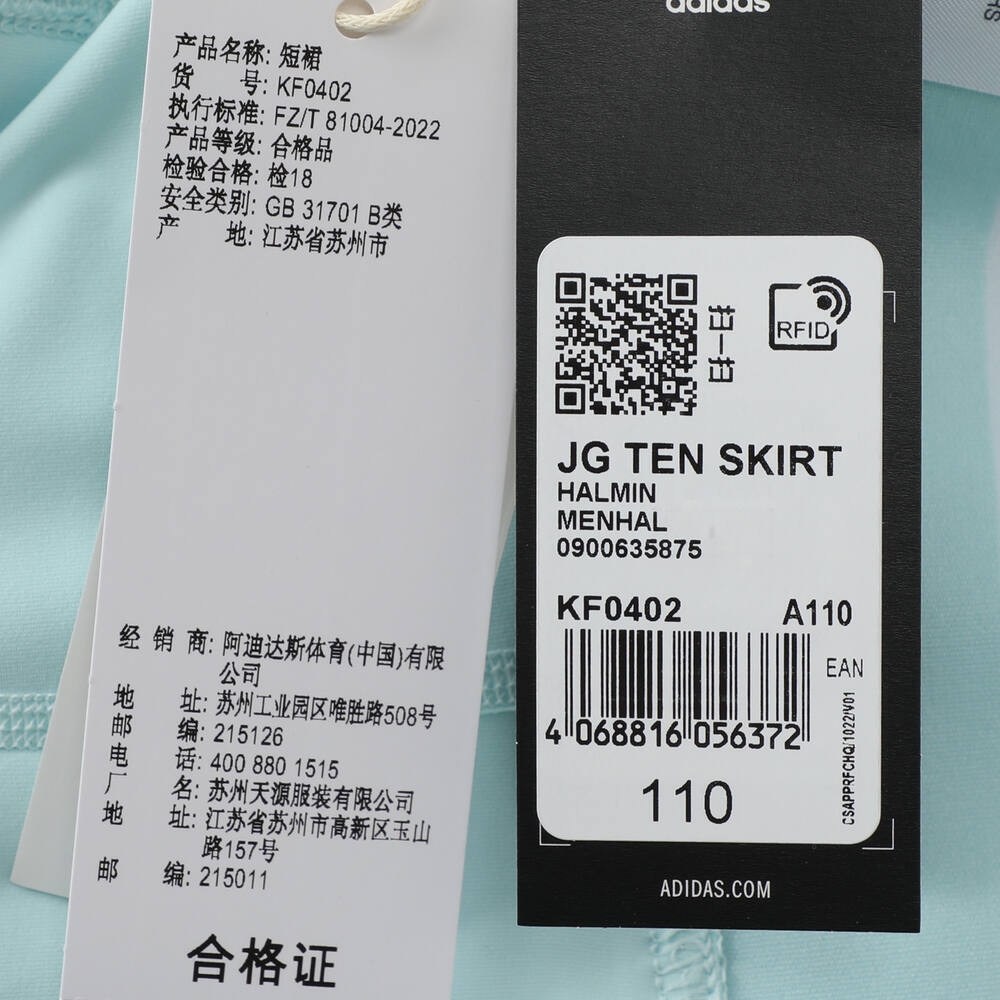 产品名称: 短裙
货 号: KF0402
执行标准: FZ/T 81004-2022
产品等级: 合格品
检验合格: 检18
安全类别: GB 31701 B类
产 地: 江苏省苏州市
经 销 商: 阿迪达斯体育(中国)有限
公司
地 址: 苏州工业园区唯胜路508号
邮 编: 215126
电 话: 400 880 1515
厂 名: 苏州天源服装有限公司
地 址: 江苏省苏州市高新区玉山
路157号
邮 编: 215011
合格证
adidas
扫一扫
RFID
JG TEN SKIRT
HALMIN
MENHAL
0900635875
KF0402 A110
EAN
4 068816 056372
CSAPPRFCHQ/1022/V01
110
ADIDAS.COM